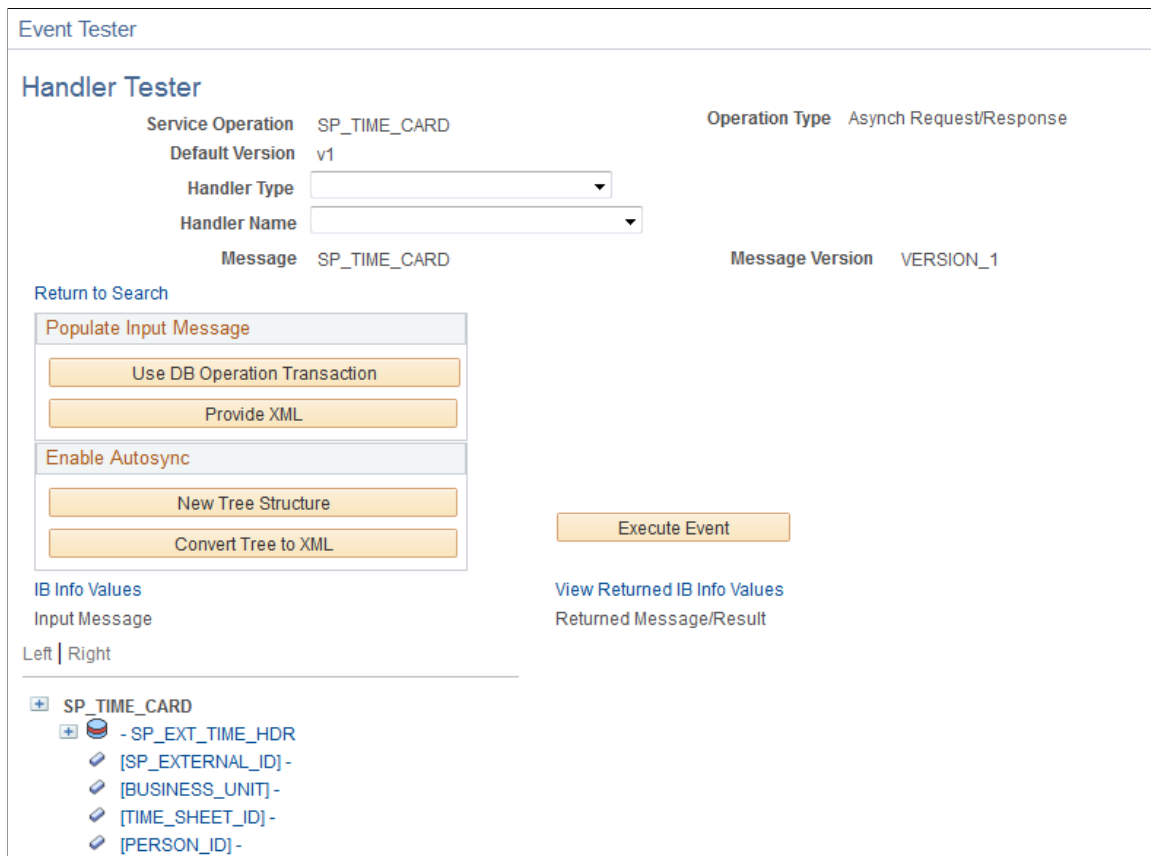 Event Tester
Handler Tester
Service Operation SP_TIME_CARD Operation Type Asynch Request/Response
Default Version v1
Handler Type
Handler Name
Message SP_TIME_CARD Message Version VERSION_1
Return to Search
Populate Input Message
Use DB Operation Transaction
Provide XML
Enable Autosync
New Tree Structure
Execute Event
Convert Tree to XML
IB Info Values View Returned IB Info Values
Input Message Returned Message/Result
Left | Right
SP_TIME_CARD
- SP_EXT_TIME_HDR
[SP_EXTERNAL_ID] -
[BUSINESS_UNIT] -
[TIME_SHEET_ID] -
[PERSON_ID] -